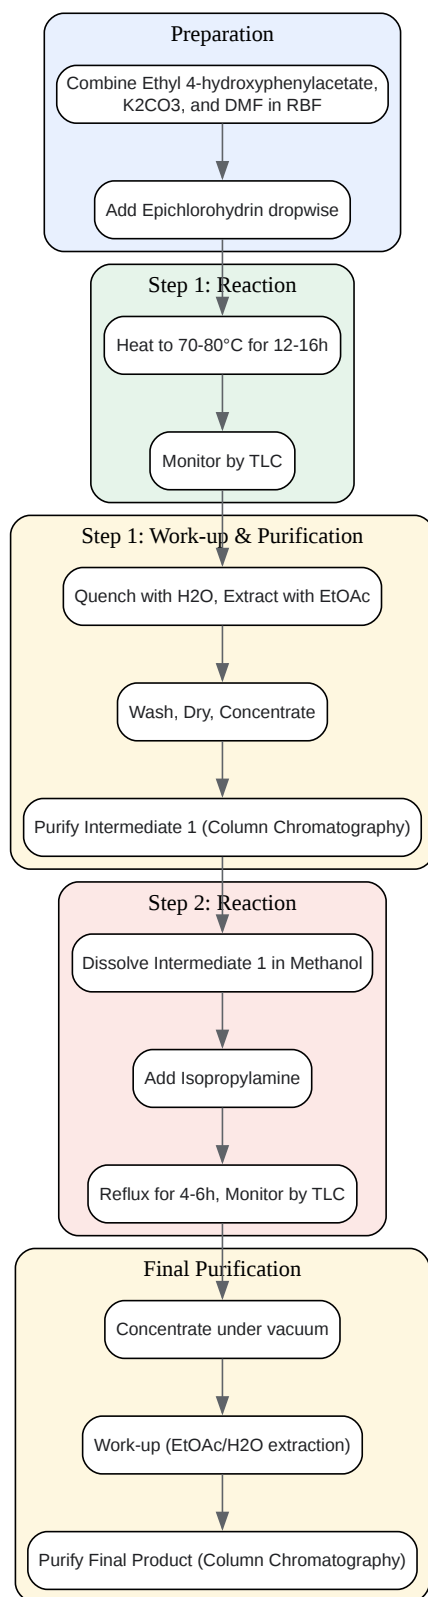 Preparation
Combine Ethyl 4-hydroxyphenylacetate,
K2CO3, and DMF in RBF
Add Epichlorohydrin dropwise
Step 1: Reaction
Heat to 70-80°C for 12-16h
Monitor by TLC
Step 1: Work-up & Purification
Quench with H2O, Extract with EtOAc
Wash, Dry, Concentrate
Purify Intermediate 1 (Column Chromatography)
Step 2: Reaction
Dissolve Intermediate 1 in Methanol
Add Isopropylamine
Reflux for 4-6h, Monitor by TLC
Final Purification
Concentrate under vacuum
Work-up (EtOAc/H2O extraction)
Purify Final Product (Column Chromatography)